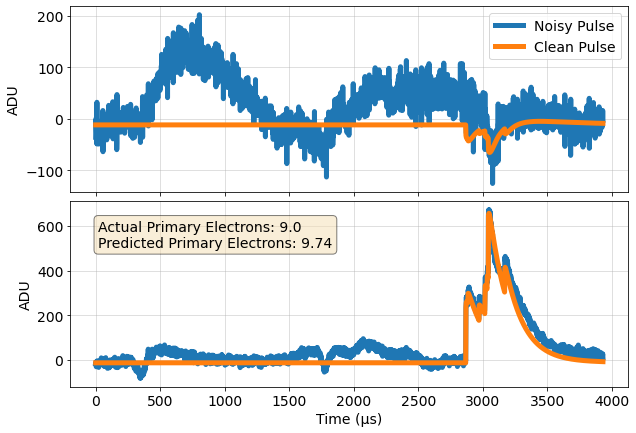 200
100
0
−100
ADU
Noisy Pulse
Clean Pulse
600
400
200
0
ADU
Actual Primary Electrons: 9.0
Predicted Primary Electrons: 9.74
0 500 1000 1500 2000 2500 3000 3500 4000
Time (μs)